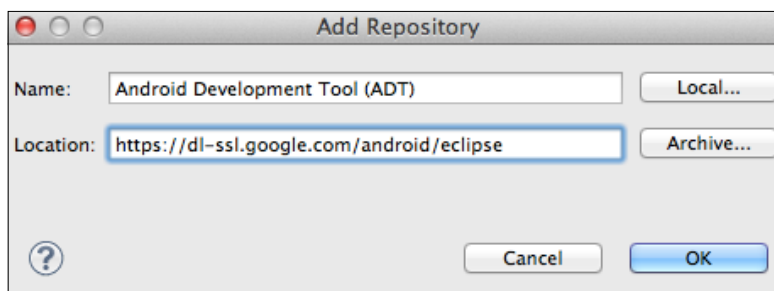 Add Repository
Name: Android Development Tool (ADT) Local...
Location: https://dl-ssl.google.com/android/eclipse Archive...
? Cancel OK